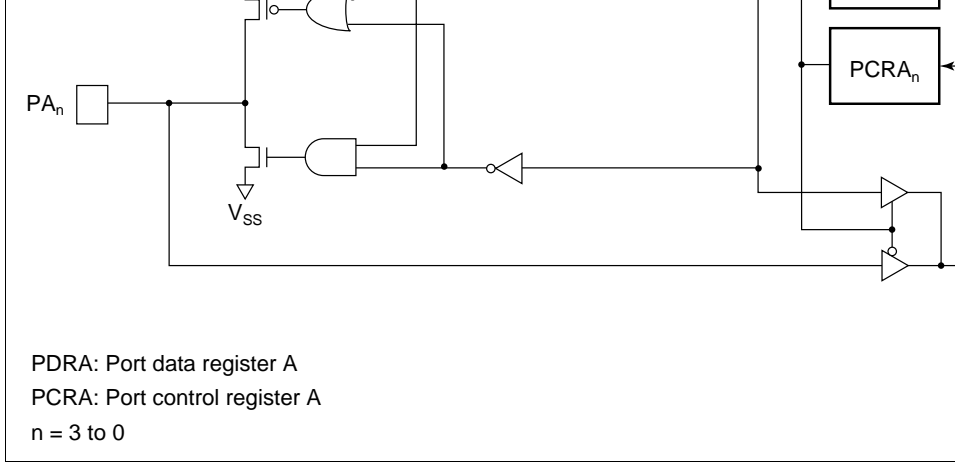 PCRAn
PAn
VSS
PDRA: Port data register A
PCRA: Port control register A
n = 3 to 0